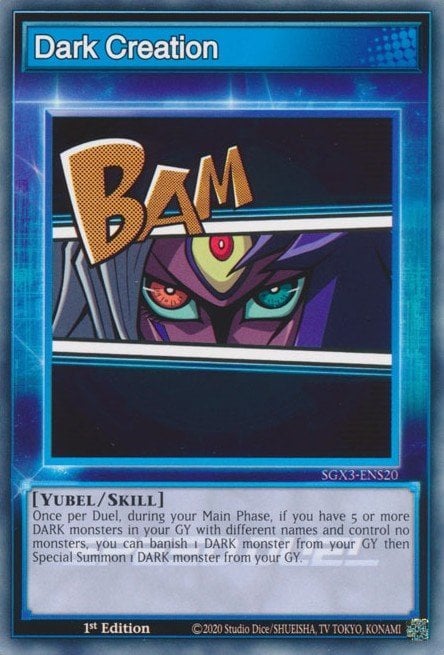 Dark Creation
BAM
SGX3-ENS20
[YUBEL/SKILL]
Once per Duel, during your Main Phase, if you have 5 or more
DARK monsters in your GY with different names and control no
monsters, you can banish 1 DARK monster from your GY then
Special Summon 1 DARK monster from your GY.
1st Edition
©2020 Studio Dice/SHUEISHA, TV TOKYO, KONAMI